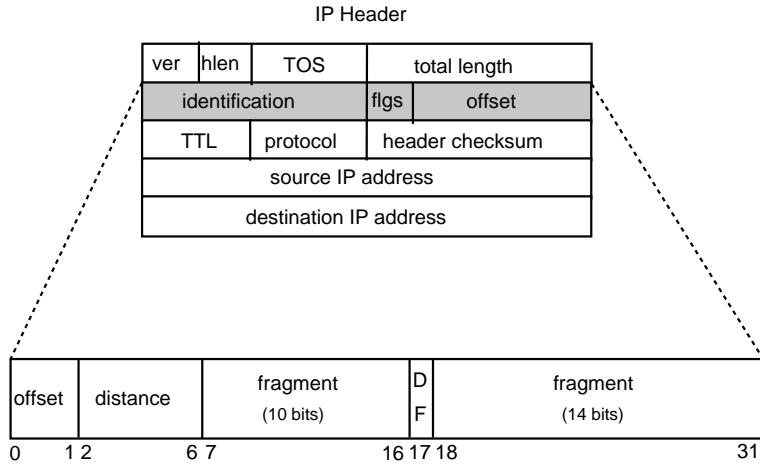 IP Header
ver hlen TOS total length
identification flgs offset
TTL protocol header checksum
source IP address
destination IP address
offset distance fragment D fragment
(10 bits) F (14 bits)
0 1 2 6 7 16 17 18 31